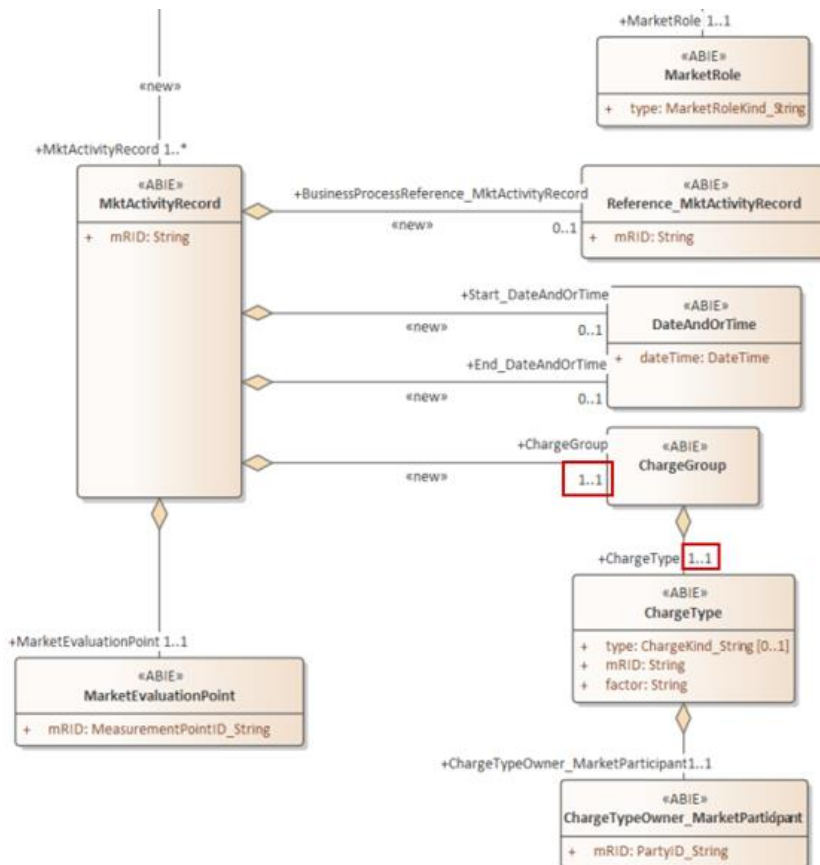 +MarketRole 1..1
«ABIE»
MarketRole
+ type: MarketRoleKind_String
«new»
+MktActivityRecord 1..*
«ABIE»
MktActivityRecord
+ mRID: String
+BusinessProcessReference_MktActivityRecord
«new»
0..1
«ABIE»
Reference_MktActivityRecord
+ mRID: String
+Start_DateAndOrTime
«new»
0..1
«ABIE»
DateAndOrTime
+ dateTime: DateTime
+End_DateAndOrTime
«new»
0..1
+ChargeGroup
«new»
1..1
«ABIE»
ChargeGroup
+ChargeType 1..1
«ABIE»
ChargeType
+ type: ChargeKind_String [0..1]
+ mRID: String
+ factor: String
+MarketEvaluationPoint 1..1
«ABIE»
MarketEvaluationPoint
+ mRID: MeasurementPointID_String
+ChargeTypeOwner_MarketParticipant1..1
«ABIE»
ChargeTypeOwner_MarketParticipant
+ mRID: PartyID_String